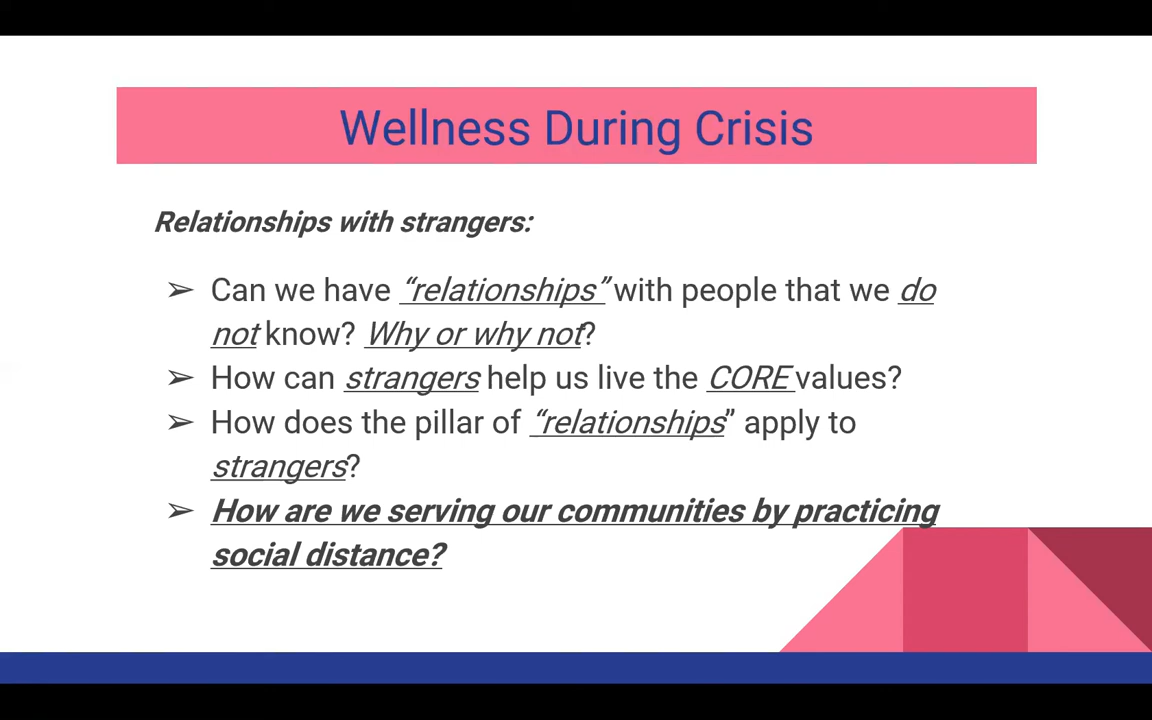 Wellness During Crisis
Relationships with strangers:
➢ Can we have “relationships” with people that we do
not know? Why or why not?
➢ How can strangers help us live the CORE values?
➢ How does the pillar of “relationships” apply to
strangers?
➢ How are we serving our communities by practicing
social distance?